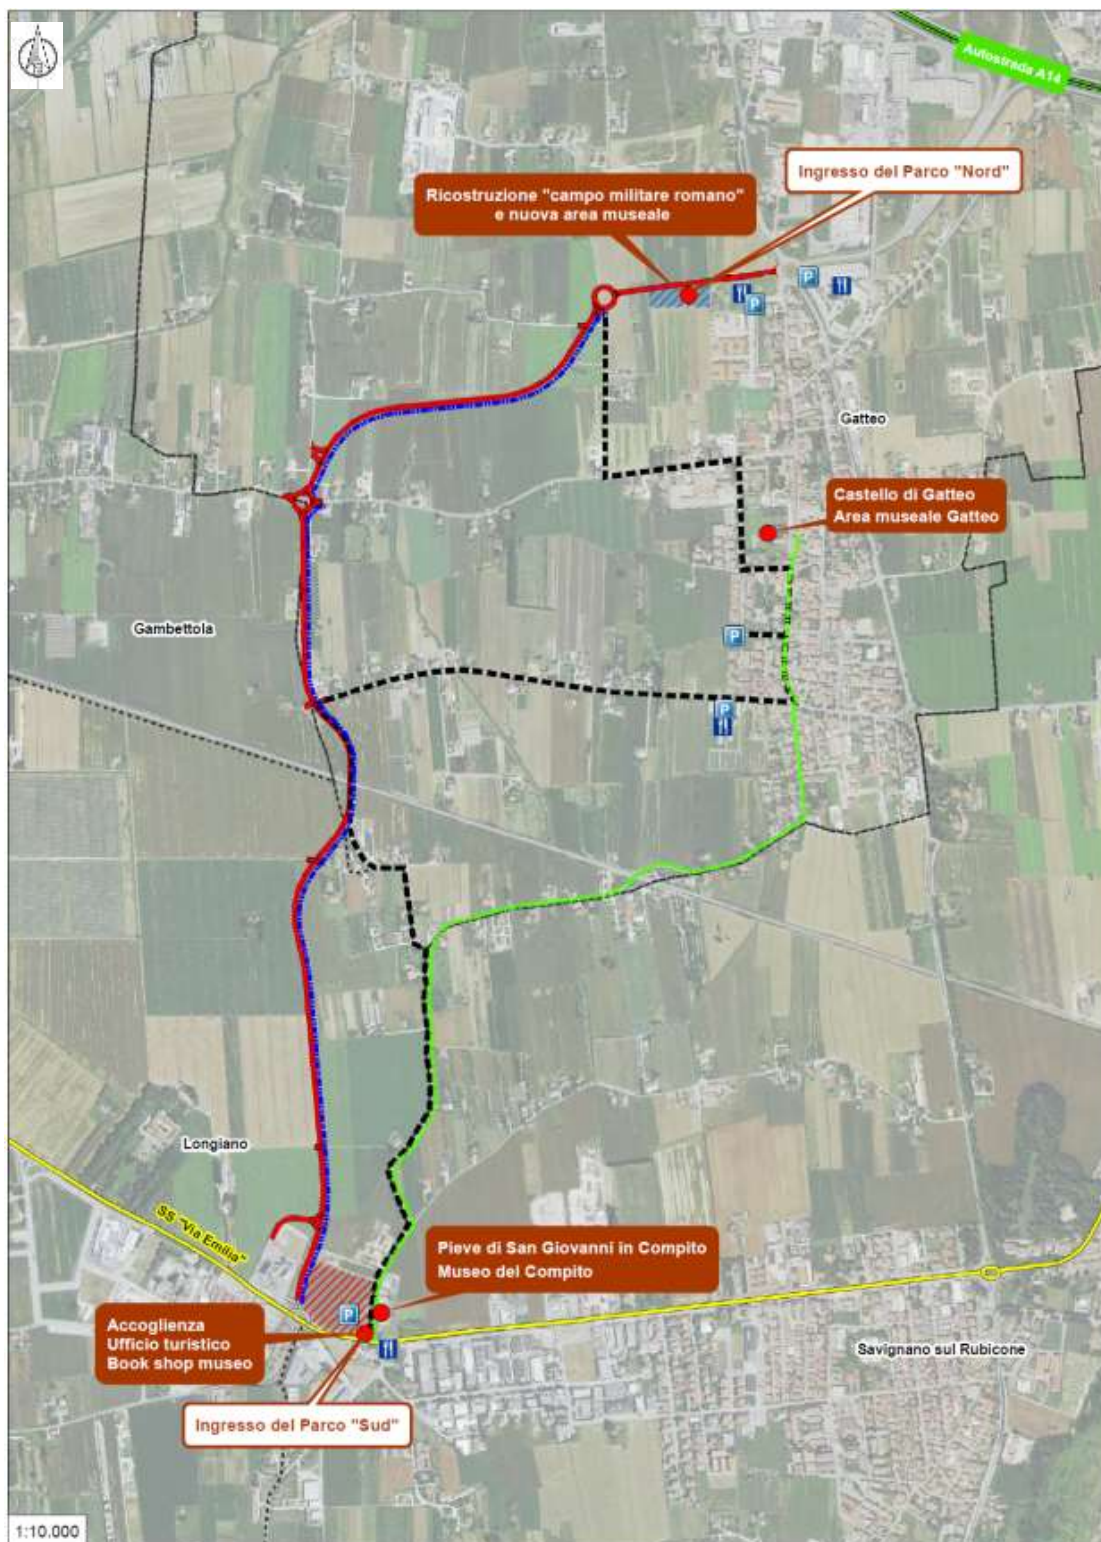 Autostrada A14
Ingresso del Parco "Nord"
Ricostruzione "campo militare romano"
e nuova area museale
P
P
Gatteo
Castello di Gatteo
Area museale Gatteo
Gambettola
P
P
Longiano
SS "Via Emilia"
Pieve di San Giovanni in Compito
Museo del Compito
P
Accoglienza
Ufficio turistico
Book shop museo
Savignano sul Rubicone
Ingresso del Parco "Sud"
1:10.000